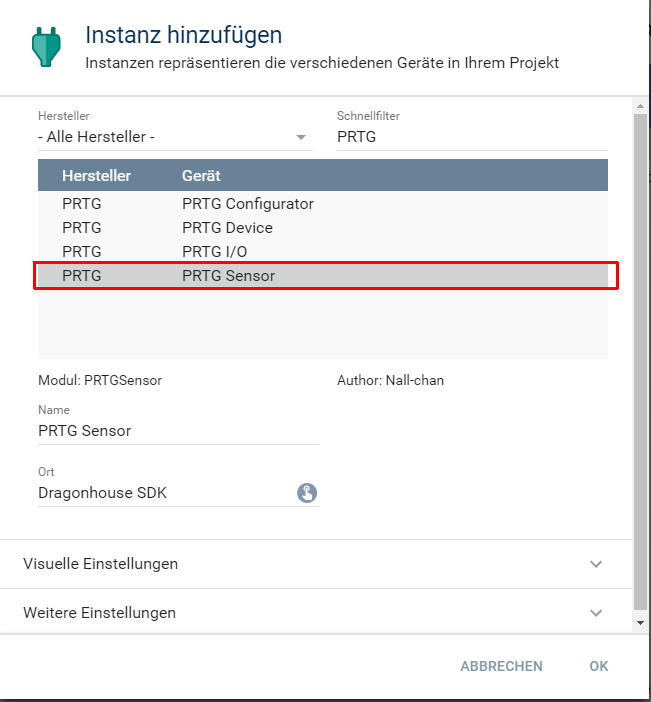 Instanz hinzufügen
Instanzen repräsentieren die verschiedenen Geräte in Ihrem Projekt
Hersteller Schnellfilter
- Alle Hersteller - PRTG
Hersteller Gerät
PRTG PRTG Configurator
PRTG PRTG Device
PRTG PRTG I/O
PRTG PRTG Sensor
Modul: PRTGSensor Author: Nall-chan
Name
PRTG Sensor
Ort
Dragonhouse SDK
Visuelle Einstellungen
Weitere Einstellungen
ABBRECHEN OK